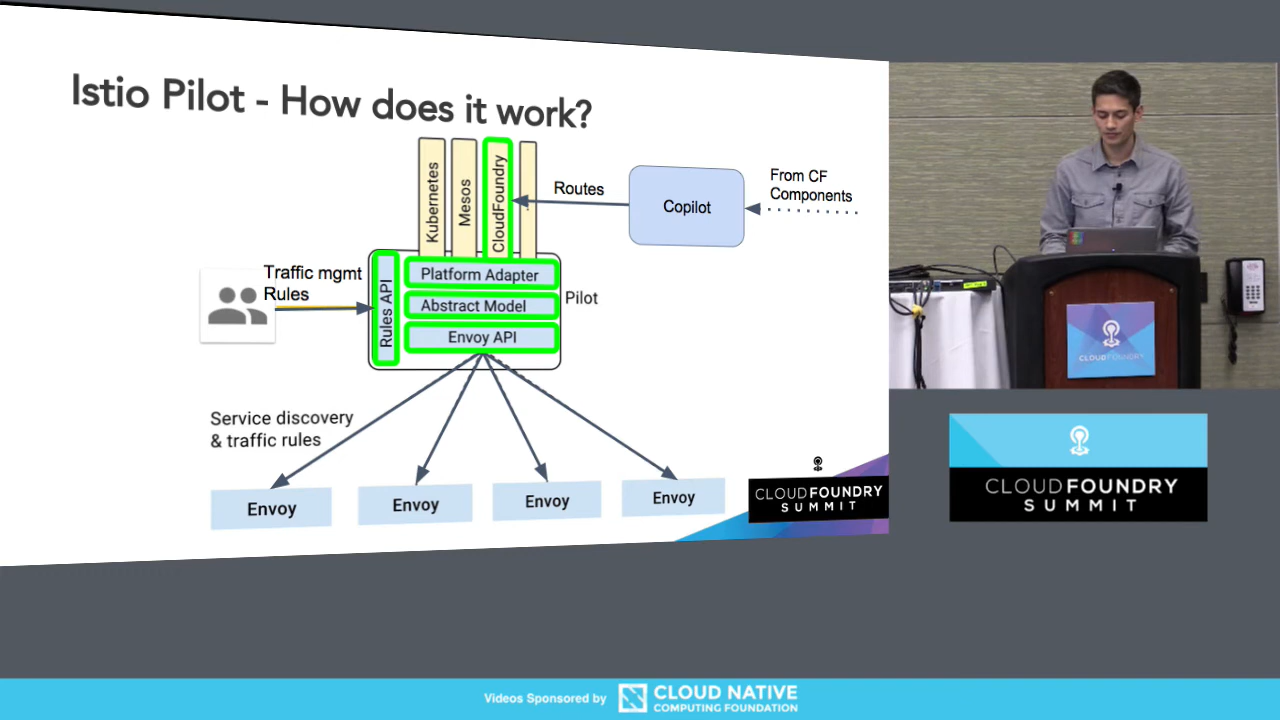 Istio Pilot - How does it work?
Kubernetes
Mesos
CloudFoundry
...
Routes
Copilot
From CF
Components
Traffic mgmt
Rules
Rules API
Platform Adapter
Abstract Model
Envoy API
Pilot
Service discovery
& traffic rules
Envoy
Envoy
Envoy
Envoy
CLOUDFOUNDRY
SUMMIT
CLOUDFOUNDRY
CLOUDFOUNDRY
SUMMIT
Videos Sponsored by
CLOUD NATIVE
COMPUTING FOUNDATION